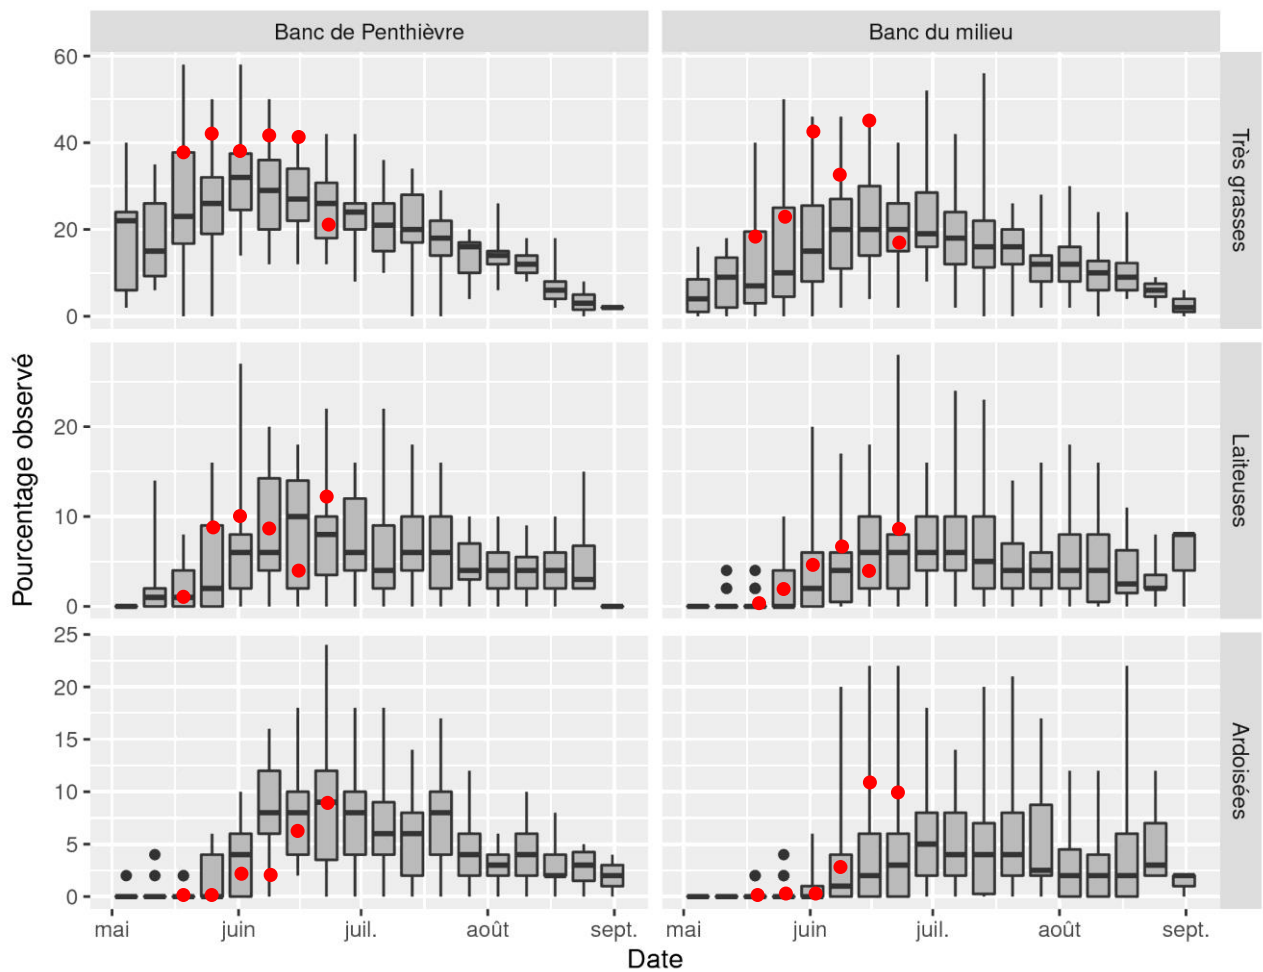 Banc de Penthièvre
Banc du milieu
60
40
20
0
Très grasses
Pourcentage observé
20
10
0
Laiteuses
25
20
15
10
5
0
Ardoisées
mai juin juil. août sept. mai juin juil. août sept.
Date